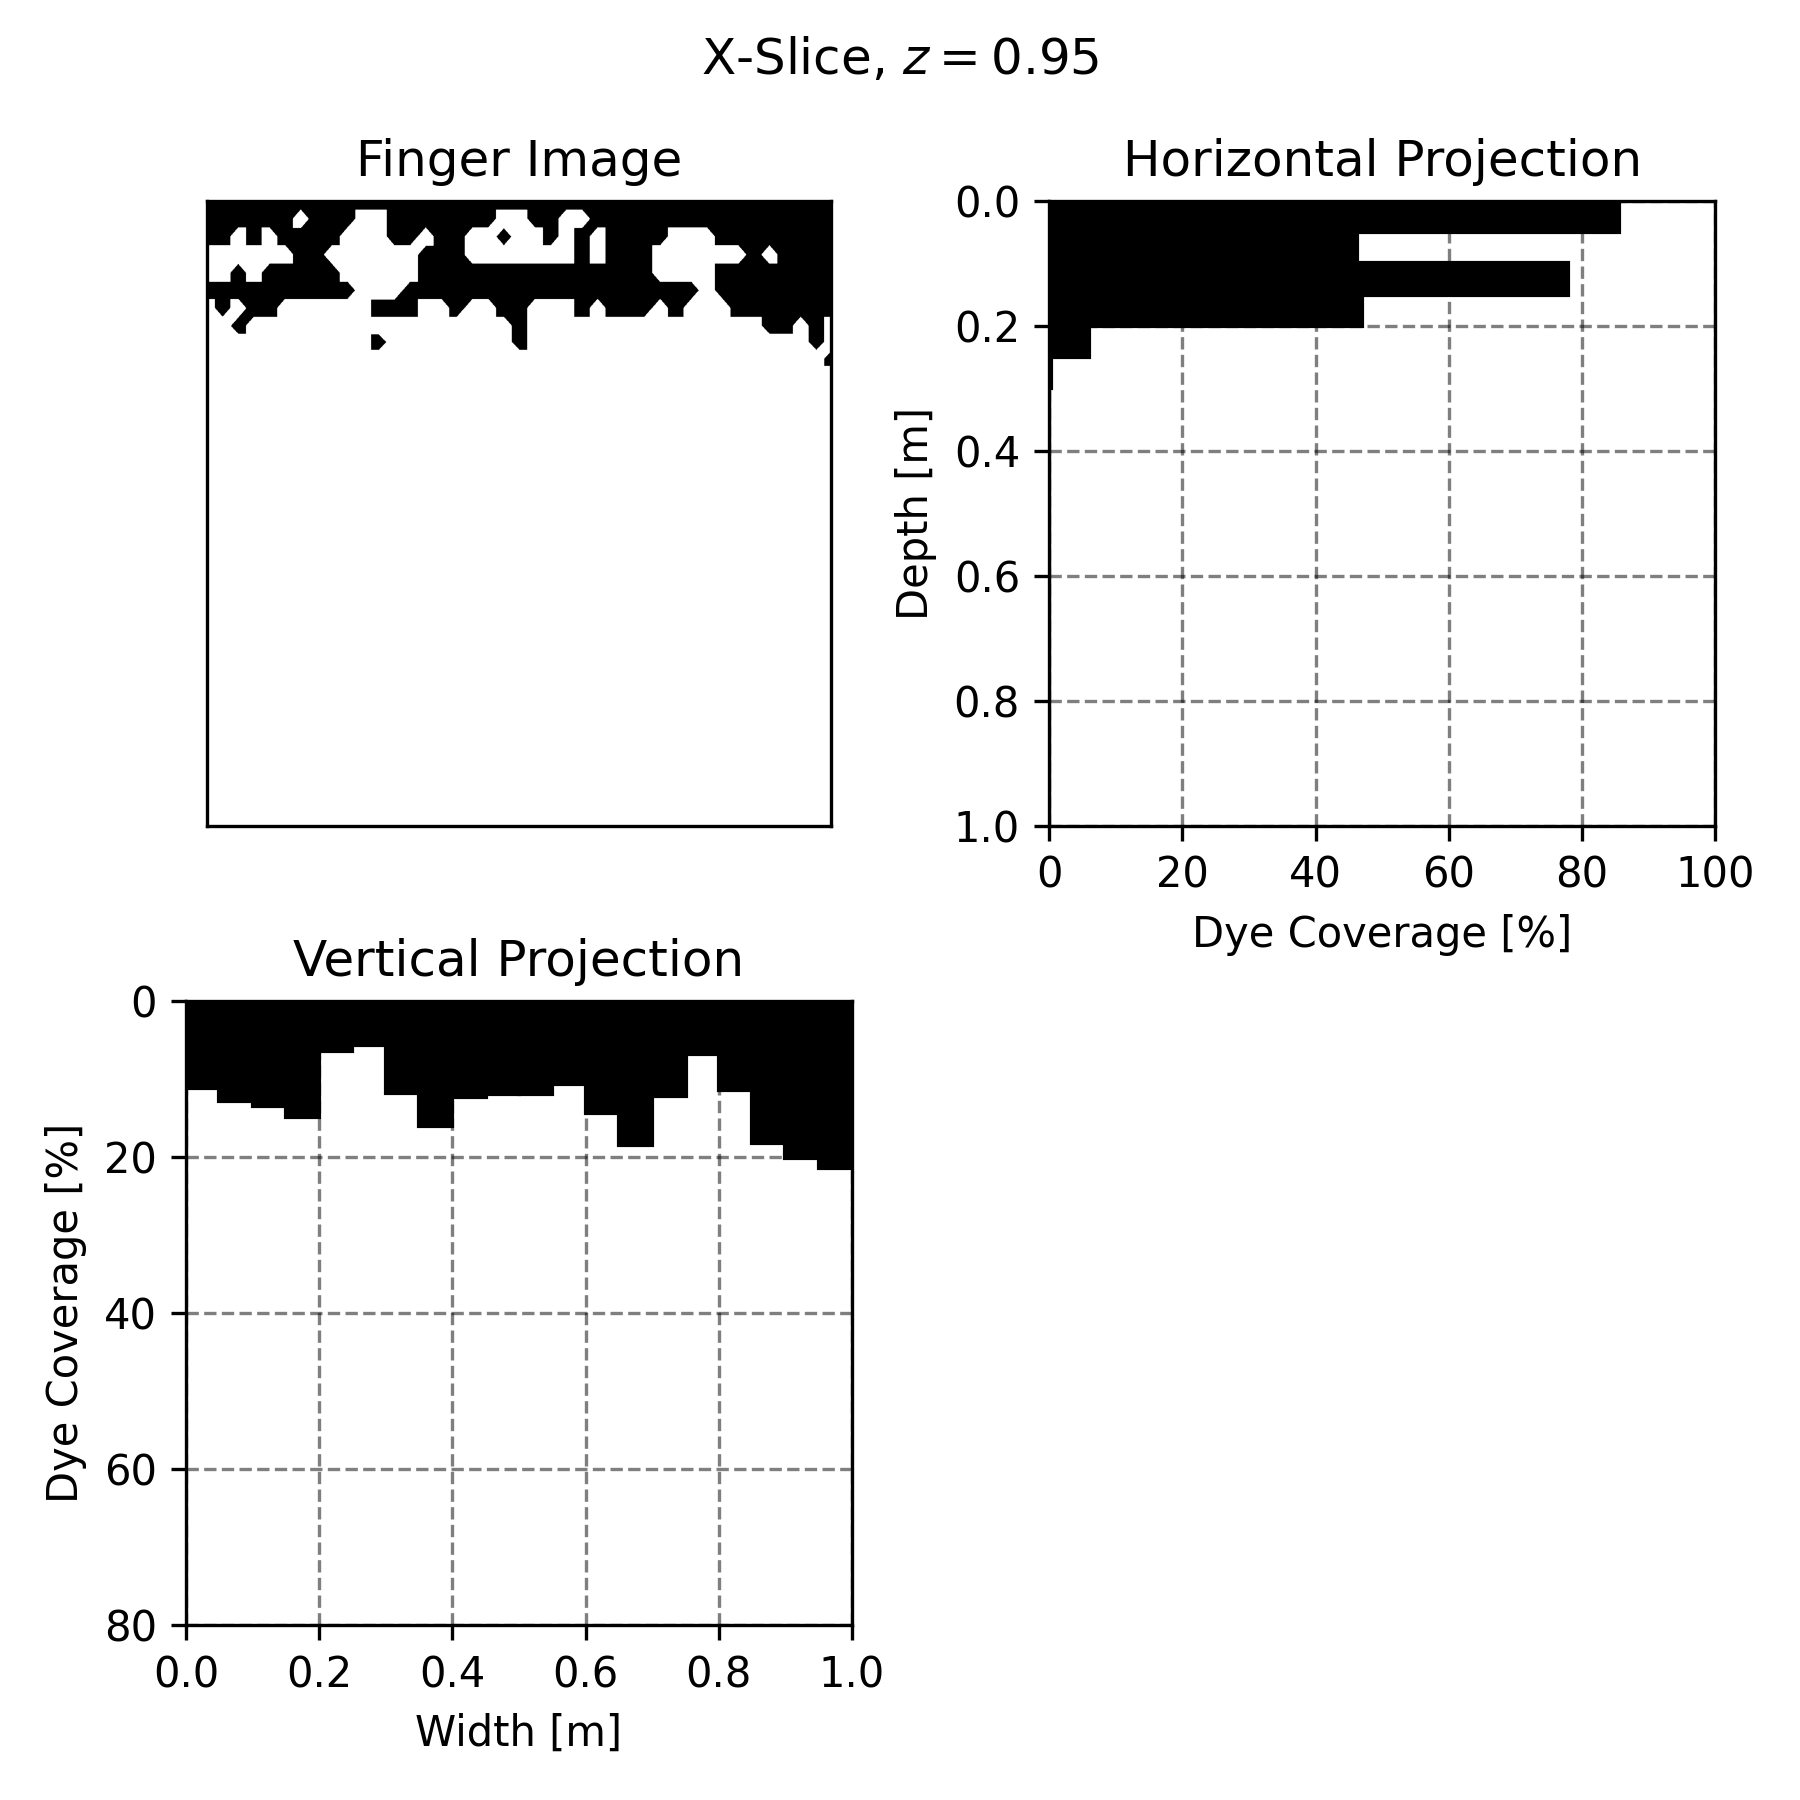 X-Slice, z = 0.95
Finger Image
Horizontal Projection
0.0
0.2
0.4
0.6
0.8
1.0
Depth [m]
0 20 40 60 80 100
Dye Coverage [%]
Vertical Projection
0
20
40
60
80
Dye Coverage [%]
0.0 0.2 0.4 0.6 0.8 1.0
Width [m]